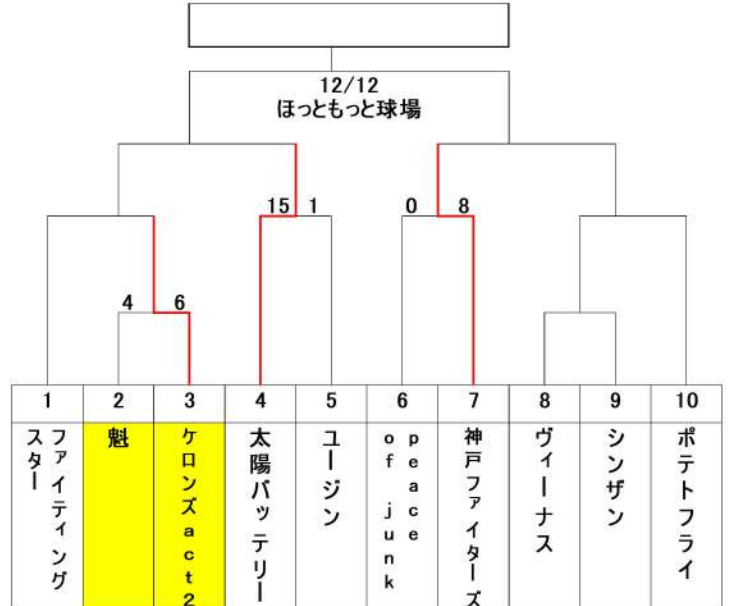 12/12
ほっともっと球場
15 1
0 8
4 6
1 2 3 4 5 6 7 8 9 10
ファイティング
スター
魁
ケロンズact2
太陽バッテリー
ユージン
peace
of junk
神戸ファイターズ
ヴィーナス
シンザン
ポテトフライ